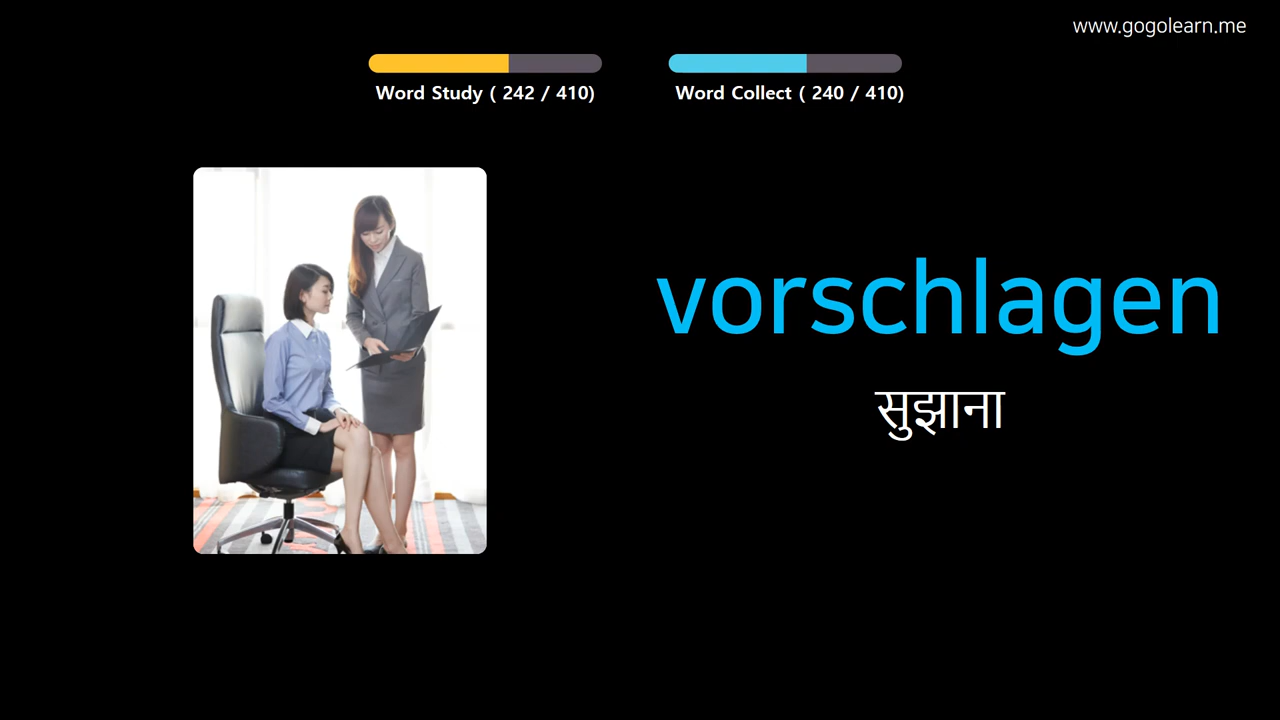 www.gogolearn.me
Word Study ( 242 / 410)
Word Collect ( 240 / 410)
vorschlagen
सुझाना